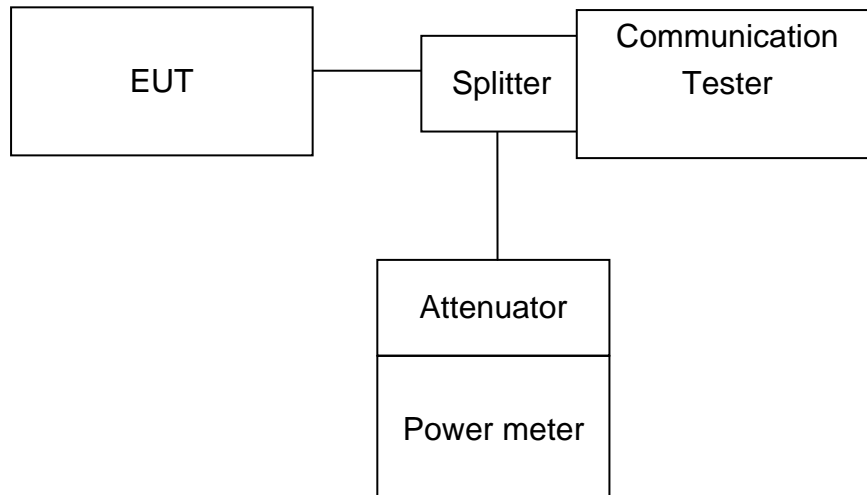 EUT
Splitter
Communication
Tester
Attenuator
Power meter